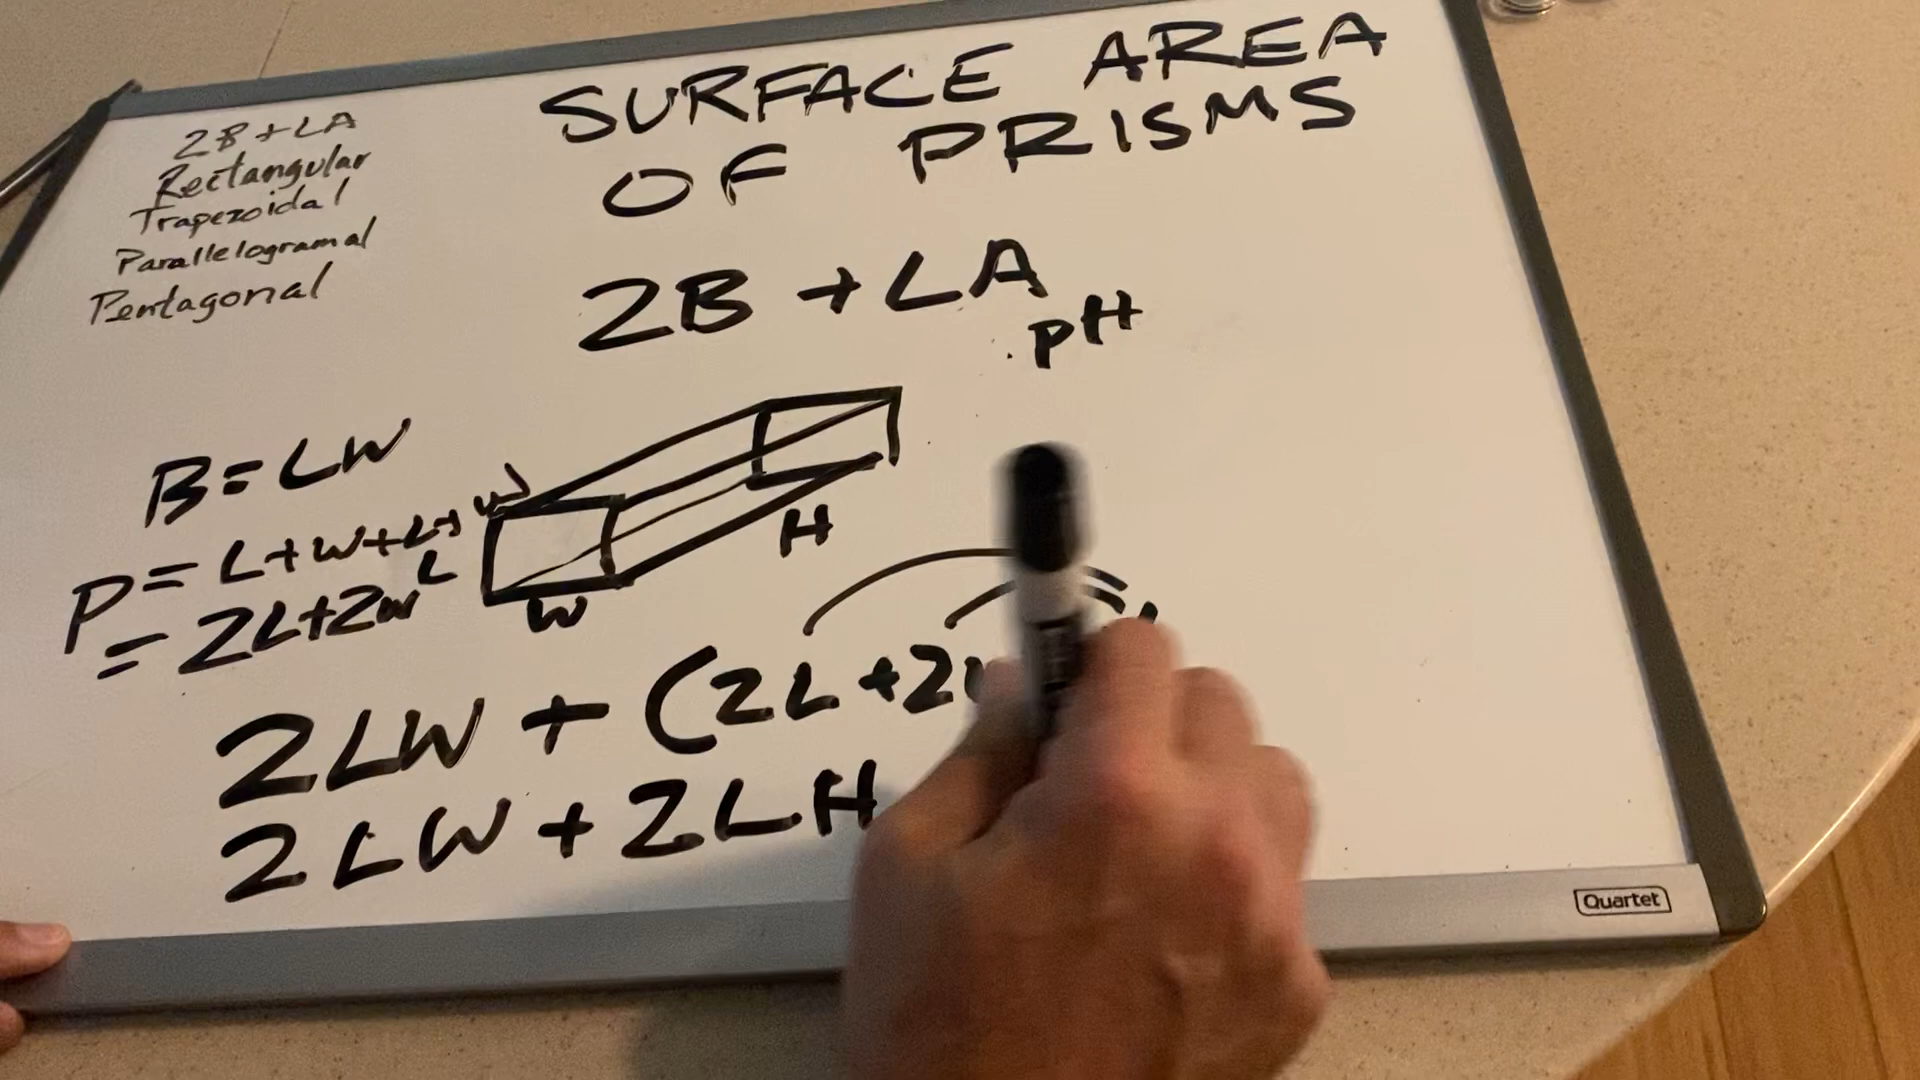 2B+LA
Rectangular
Trapezoidal
Parallelogramal
Pentagonal
SURFACE AREA
OF PRISMS
2B + LA
pH
B=LW
P=L+W+L+W
=2L+2W
L
W
H
2LW + (2L+2
2LW+2LH
Quartet